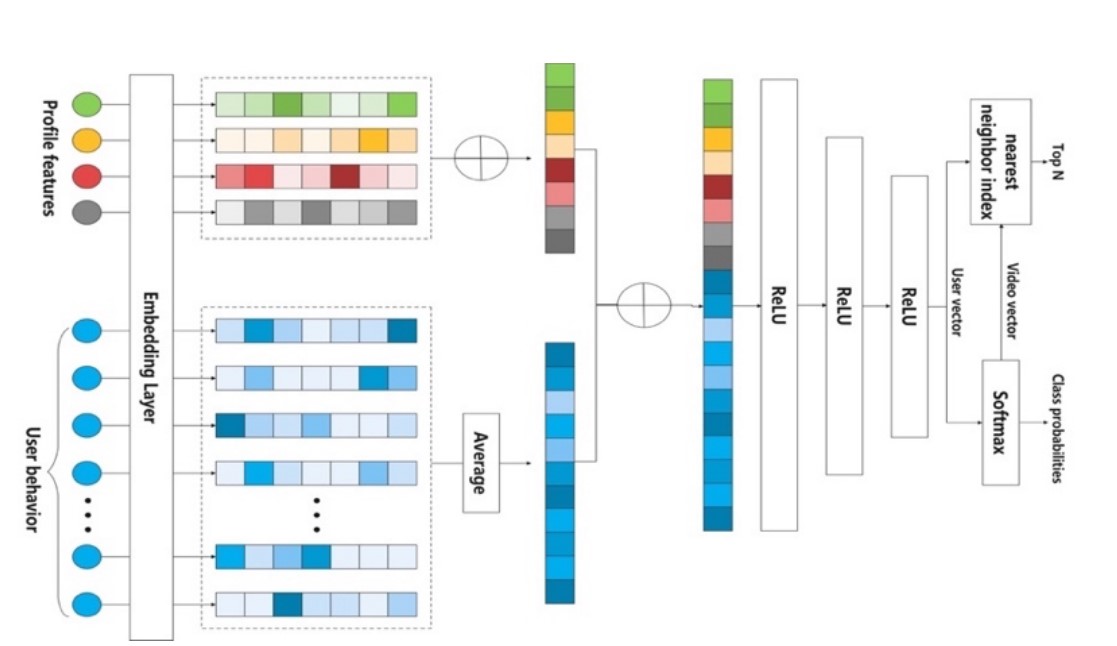 Profile features
User behavior
Embedding Layer
Average
ReLU
ReLU
ReLU
User vector
nearest
neighbor index
Top N
Video vector
Softmax
Class probabilities